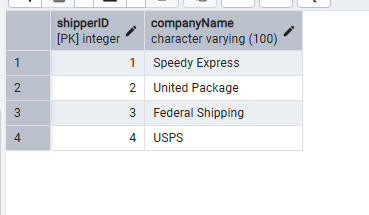 shipperID companyName
[PK] integer character varying (100)
1 1 Speedy Express
2 2 United Package
3 3 Federal Shipping
4 4 USPS